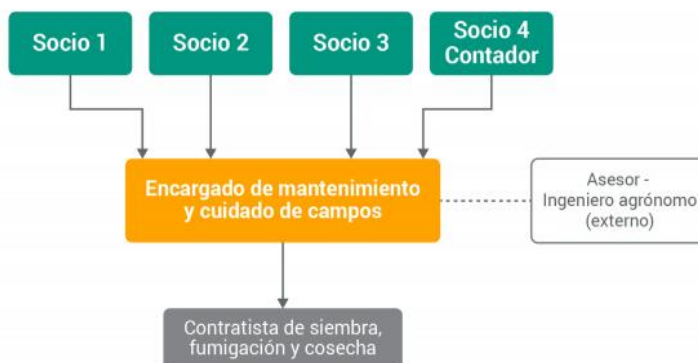 Socio 1
Socio 2
Socio 3
Socio 4
Contador
Encargado de mantenimiento
y cuidado de campos
Asesor -
Ingeniero agrónomo
(externo)
Contratista de siembra,
fumigación y cosecha